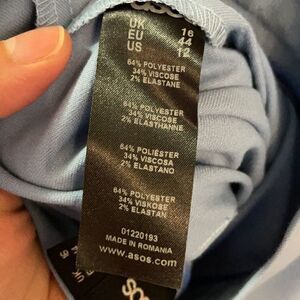 asos
UK 16
EU 44
US 12
64% POLYESTER
34% VISCOSE
2% ELASTANE
64% POLYESTER
34% VISCOSE
2% ELASTHANNE
64% POLIÉSTER
34% VISCOSA
2% ELASTANO
64% POLYESTER
34% VISKOSE
2% ELASTAN
01220193
MADE IN ROMANIA
www.asos.com